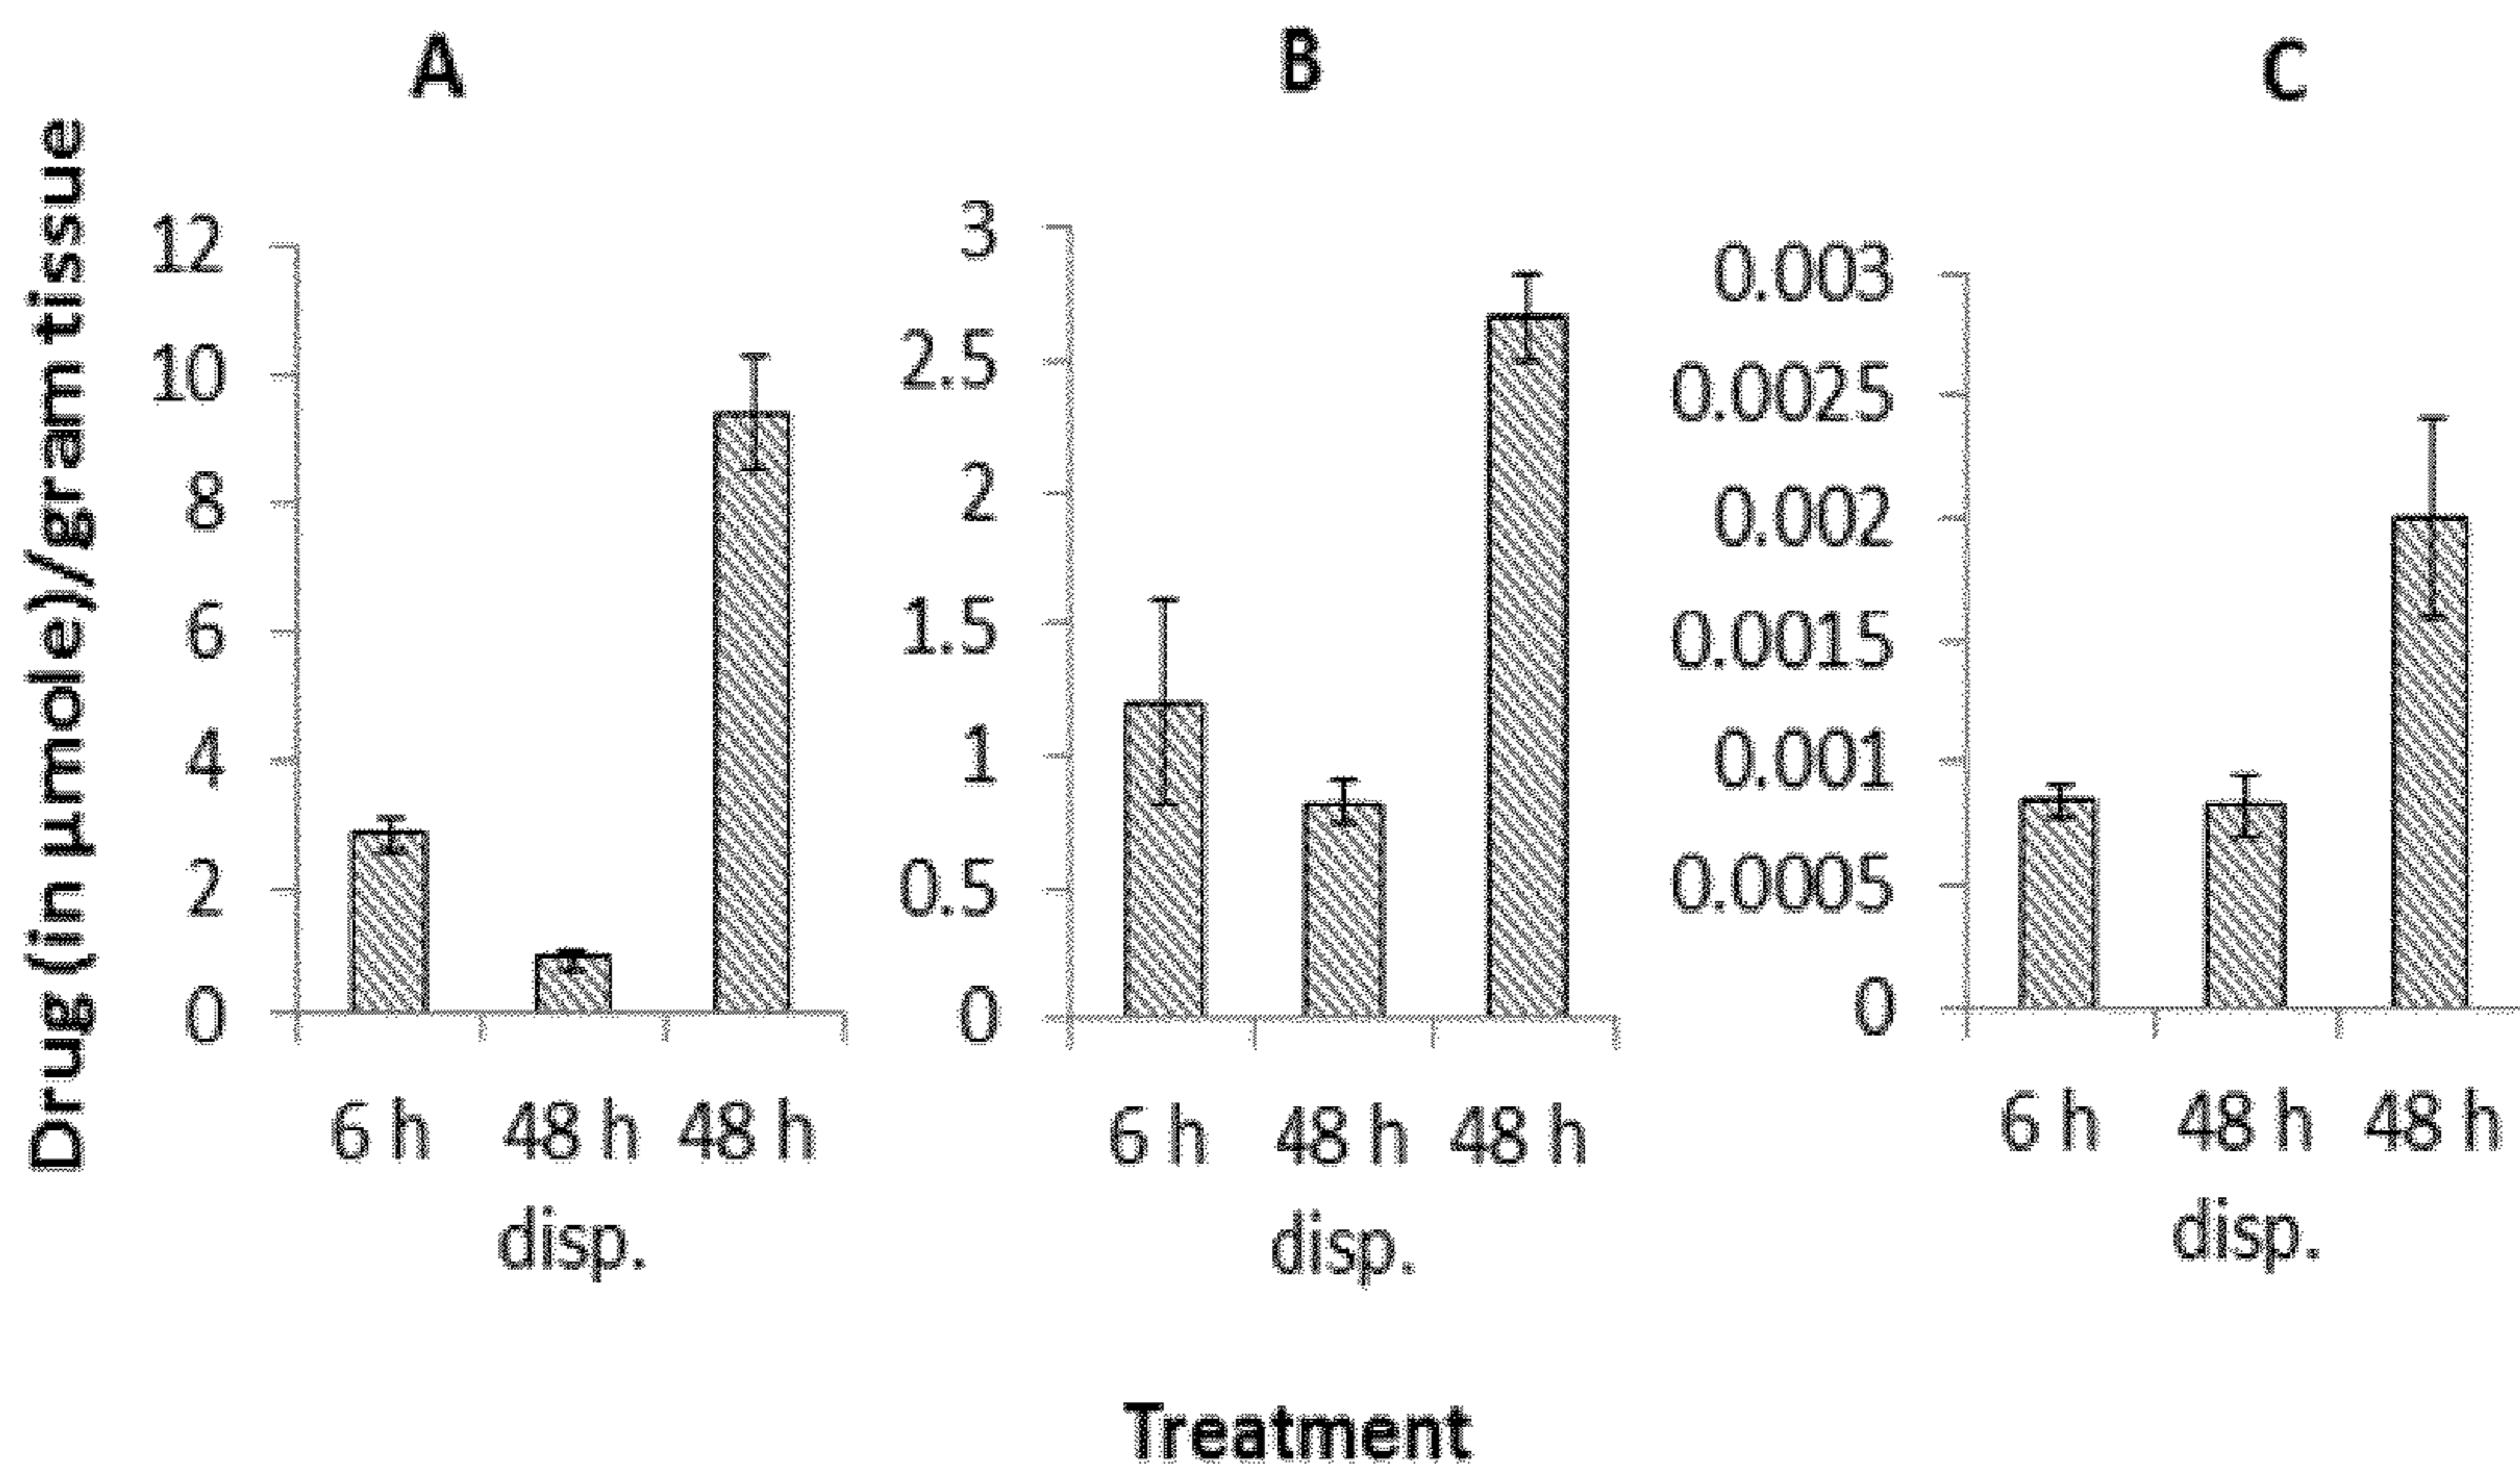 A
B
C
Drug (in µmole)/gram tissue
12
10
8
6
4
2
0
6 h
48 h
disp.
48 h
3
2.5
2
1.5
1
0.5
0
6 h
48 h
disp.
48 h
0.003
0.0025
0.002
0.0015
0.001
0.0005
0
6 h
48 h
disp.
48 h
Treatment